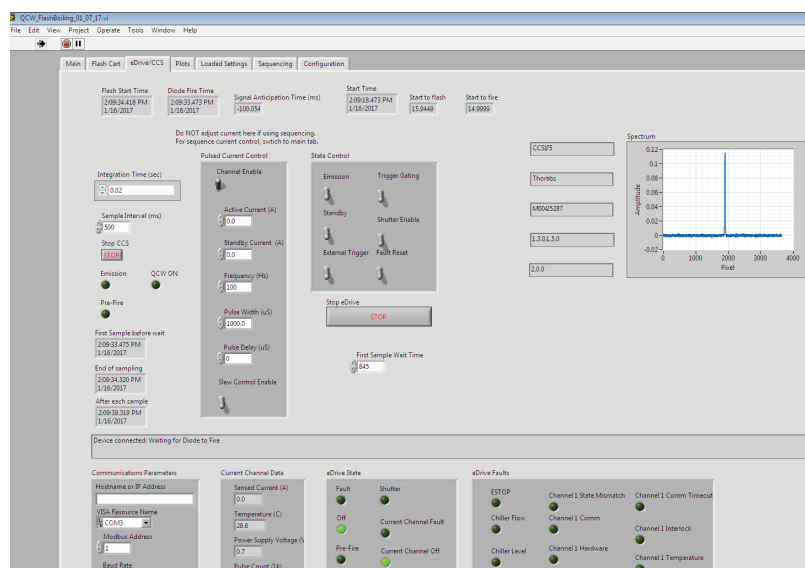 QCW_FlashBoiling_01_07_17.vi
File Edit View Project Operate Tools Window Help
Main Flash Cart eDrive/CCS Plots Loaded Settings Sequencing Configuration
Flash Start Time
2:09:34.418 PM
1/16/2017
Diode Fire Time
2:09:33.473 PM
1/16/2017
Signal Anticipation Time (ms)
-100.054
Start Time
2:09:18.473 PM
1/16/2017
Start to flash
15.9449
Start to fire
14.9999
Do NOT adjust current here if using sequencing.
For sequence current control, switch to main tab.
Integration Time (sec)
0.02
Sample Interval (ms)
500
Stop CCS
STOP
Emission QCW ON
Pre-Fire
First Sample before wait
2:09:33.475 PM
1/16/2017
End of sampling
2:09:34.320 PM
1/16/2017
After each sample
2:09:39.319 PM
1/16/2017
Pulsed Current Control
Channel Enable
Active Current (A)
0.0
Standby Current (A)
0.0
Frequency (Hz)
100
Pulse Width (uS)
1000.0
Pulse Delay (uS)
0
Slew Control Enable
State Control
Emission Trigger Gating
Standby Shutter Enable
External Trigger Fault Reset
Stop eDrive
STOP
First Sample Wait Time
845
CCS175
Thorlabs
M00425287
1.3.04.5.0
2.0.0
Spectrum
Amplitude
0.12
0.1
0.08
0.06
0.04
0.02
0
-0.02
0 1000 2000 3000 4000
Pixel
Device connected: Waiting for Diode to Fire
Communications Parameters
Hostname or IP Address
VISA Resource Name
COM3
Modbus Address
1
Baud Rate
Current Channel Data
Sensed Current (A)
0.0
Temperature (C)
28.6
Power Supply Voltage (V
0.7
Pulse Count (1k)
eDrive State
Fault Shutter
Off Current Channel Fault
Pre-Fire Current Channel Off
eDrive Faults
ESTOP Channel 1 State Mismatch Channel 1 Comm Timeout
Chiller Flow Channel 1 Comm Channel 1 Interlock
Chiller Level Channel 1 Hardware Channel 1 Temperature